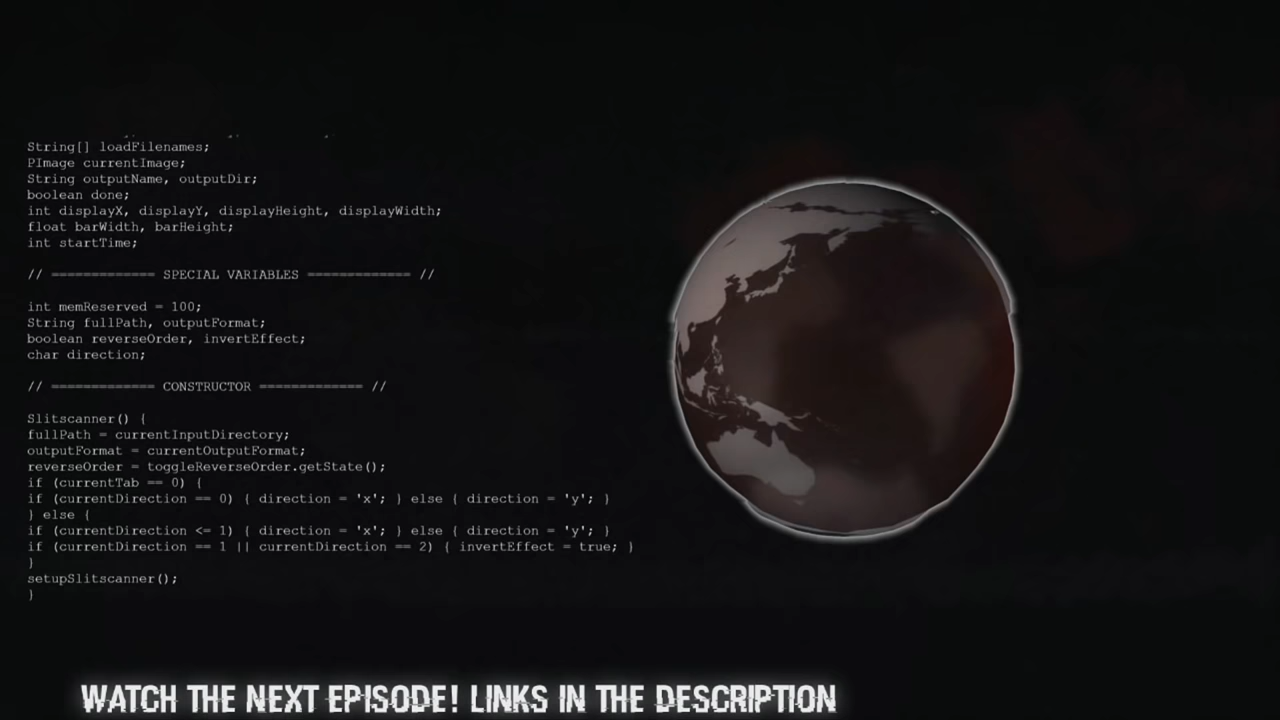 String[] loadFilenames;
PImage currentImage;
String outputName, outputDir;
boolean done;
int displayX, displayY, displayHeight, displayWidth;
float barWidth, barHeight;
int startTime;
// ============= SPECIAL VARIABLES ============= //
int memReserved = 100;
String fullPath, outputFormat;
boolean reverseOrder, invertEffect;
char direction;
// ============= CONSTRUCTOR ============= //
Slitscanner() {
fullPath = currentInputDirectory;
outputFormat = currentOutputFormat;
reverseOrder = toggleReverseOrder.getState();
if (currentTab == 0) {
if (currentDirection == 0) { direction = 'x'; } else { direction = 'y'; }
} else {
if (currentDirection <= 1) { direction = 'x'; } else { direction = 'y'; }
if (currentDirection == 1 || currentDirection == 2) { invertEffect = true; }
}
setupSlitscanner();
}
WATCH THE NEXT EPISODE! LINKS IN THE DESCRIPTION